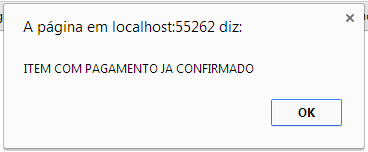 A página em localhost:55262 diz:
ITEM COM PAGAMENTO JA CONFIRMADO
OK